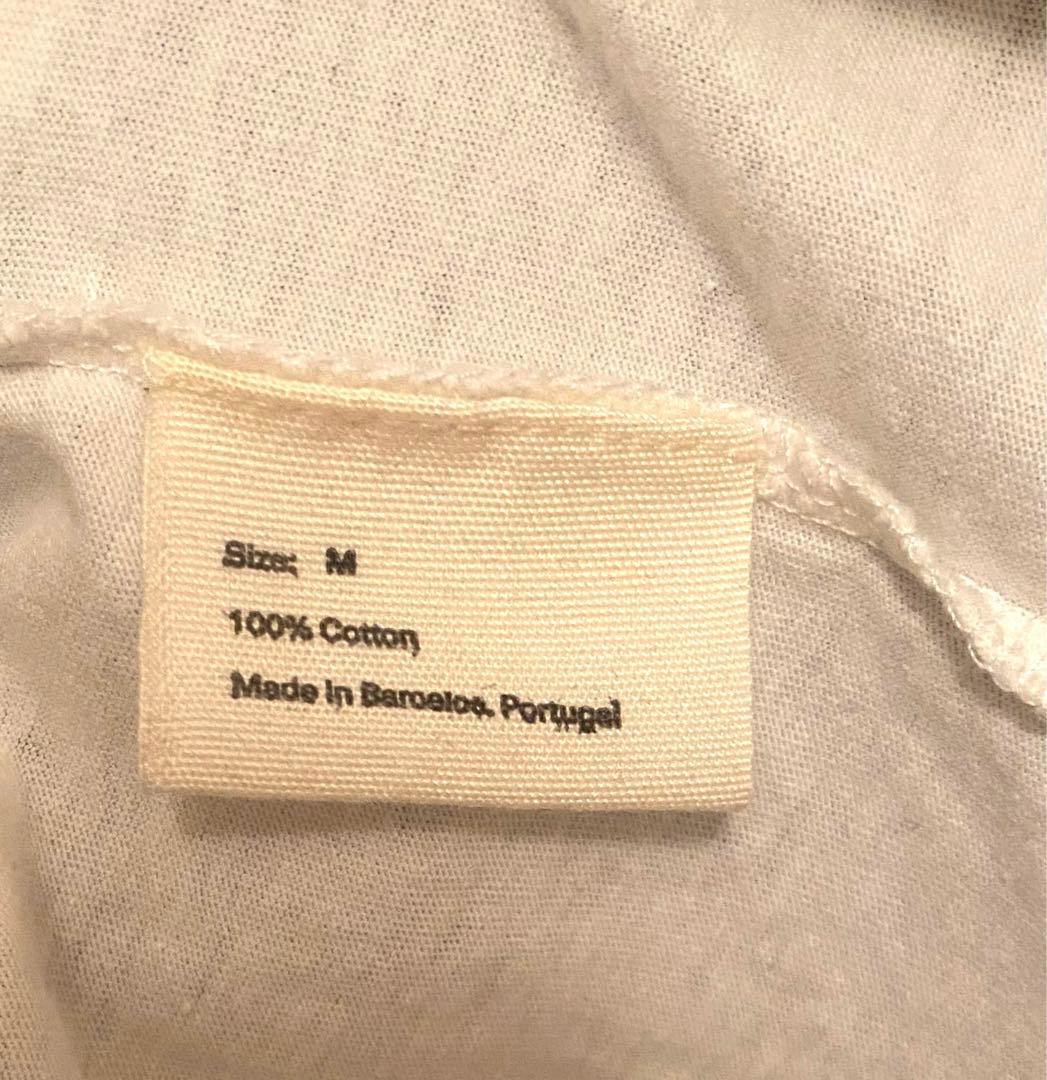 Size: M
100% Cotton
Made in Barcelos, Portugal